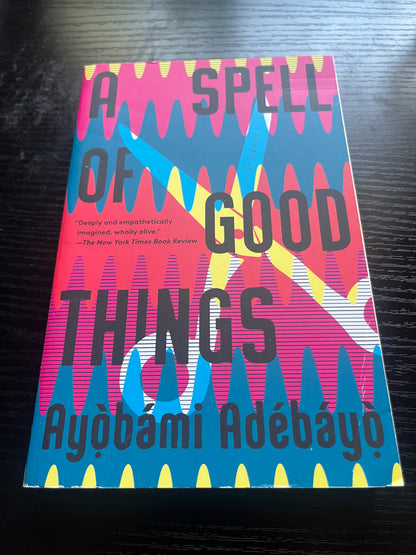 A SPELL
OF
GOOD
"Deeply and empathetically
imagined, wholly alive."
—The New York Times Book Review
THINGS
Ayọ̀bámi Adébáyọ̀